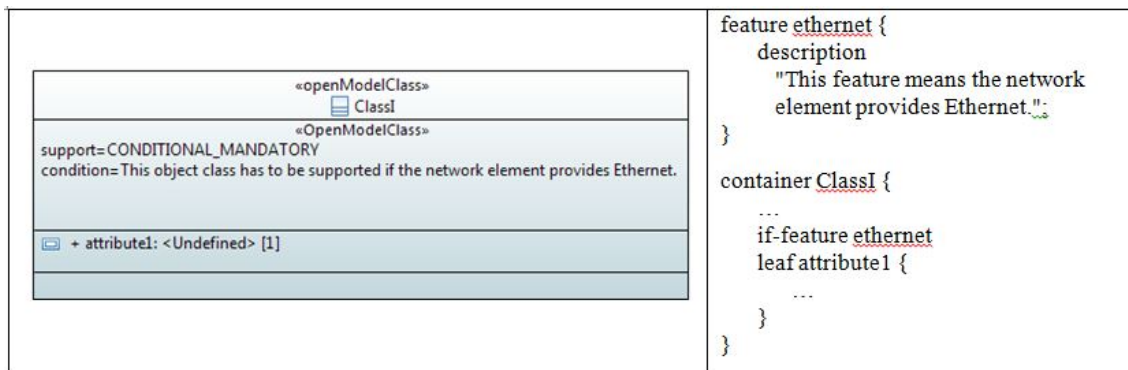 «openModelClass»
ClassI
«OpenModelClass»
support=CONDITIONAL_MANDATORY
condition=This object class has to be supported if the network element provides Ethernet.
+ attribute1: <Undefined> [1]
feature ethernet {
description
"This feature means the network
element provides Ethernet.";
}
container ClassI {
...
if-feature ethernet
leaf attribute1 {
...
}
}